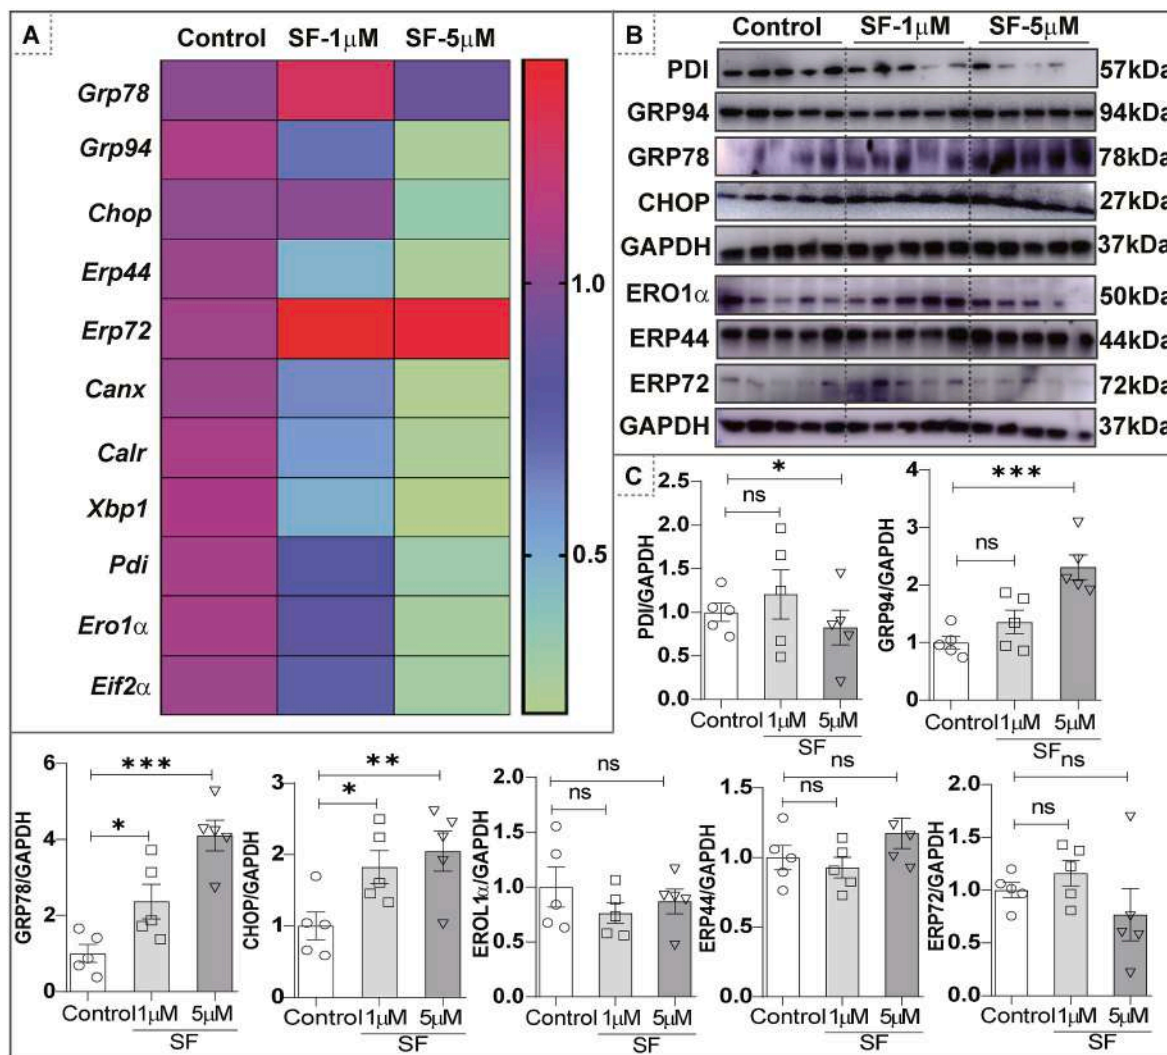 A
Control SF-1μM SF-5μM
Grp78
Grp94
Chop
Erp44
Erp72
Canx
Calr
Xbp1
Pdi
Ero1α
Eif2α
1.0
0.5
B
Control SF-1μM SF-5μM
PDI 57kDa
GRP94 94kDa
GRP78 78kDa
CHOP 27kDa
GAPDH 37kDa
ERO1α 50kDa
ERP44 44kDa
ERP72 72kDa
GAPDH 37kDa
C
PDI/GAPDH
2.5
2.0
1.5
1.0
0.5
0.0
*
ns
Control 1μM 5μM
SF
GRP94/GAPDH
4
3
2
1
0
***
ns
Control 1μM 5μM
SF
GRP78/GAPDH
6
4
2
0
***
*
Control 1μM 5μM
SF
CHOP/GAPDH
3
2
1
0
**
*
Control 1μM 5μM
SF
EROL1α/GAPDH
2.0
1.5
1.0
0.5
0.0
ns
ns
Control 1μM 5μM
SF
ERP44/GAPDH
1.5
1.0
0.5
0.0
ns
ns
Control 1μM 5μM
SF
ERP72/GAPDH
2.0
1.5
1.0
0.5
0.0
ns
ns
Control 1μM 5μM
SF